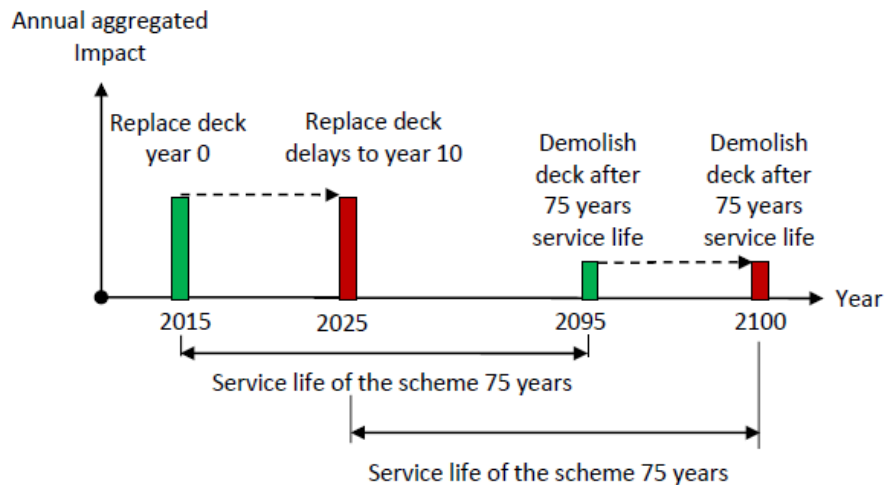 Annual aggregated
Impact
Replace deck
year 0
Replace deck
delays to year 10
Demolish
deck after
75 years
service life
Demolish
deck after
75 years
service life
Year
2015
2025
2095
2100
Service life of the scheme 75 years
Service life of the scheme 75 years